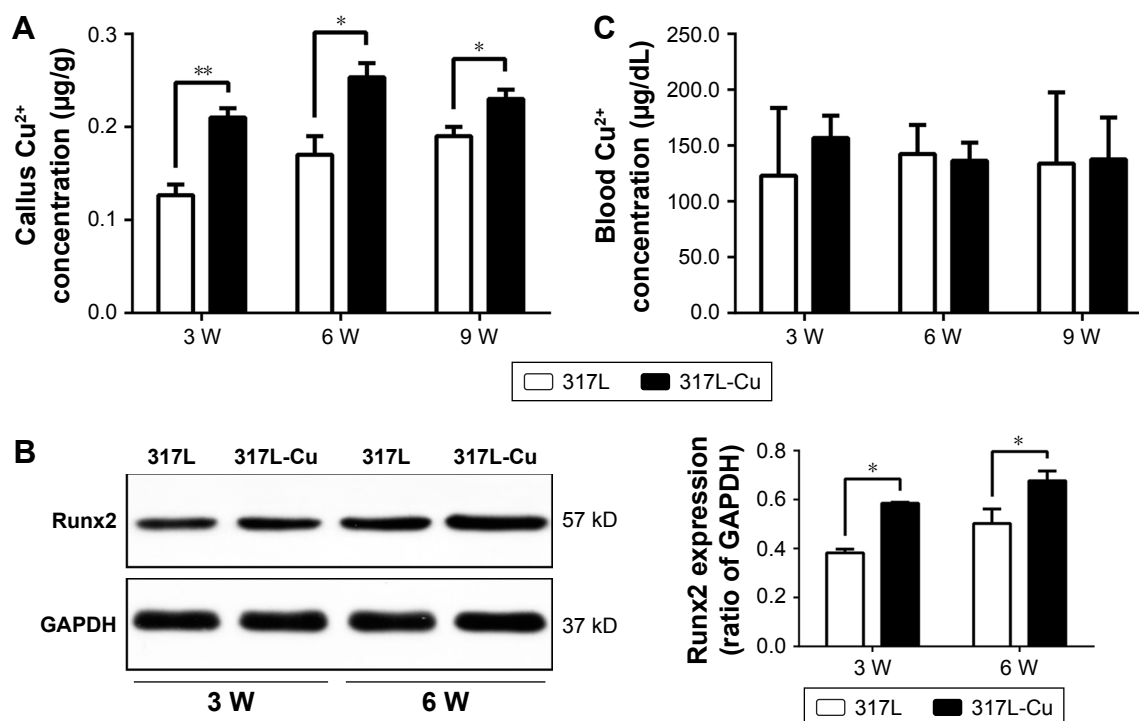 A
Callus Cu²⁺
concentration (µg/g)
0.3
0.2
0.1
0.0
**
*
*
3 W 6 W 9 W
C
Blood Cu²⁺
concentration (µg/dL)
250.0
200.0
150.0
100.0
50.0
0.0
3 W 6 W 9 W
317L 317L-Cu
B
317L 317L-Cu 317L 317L-Cu
Runx2 57 kD
GAPDH 37 kD
3 W 6 W
Runx2 expression
(ratio of GAPDH)
0.8
0.6
0.4
0.2
0.0
*
*
3 W 6 W
317L 317L-Cu